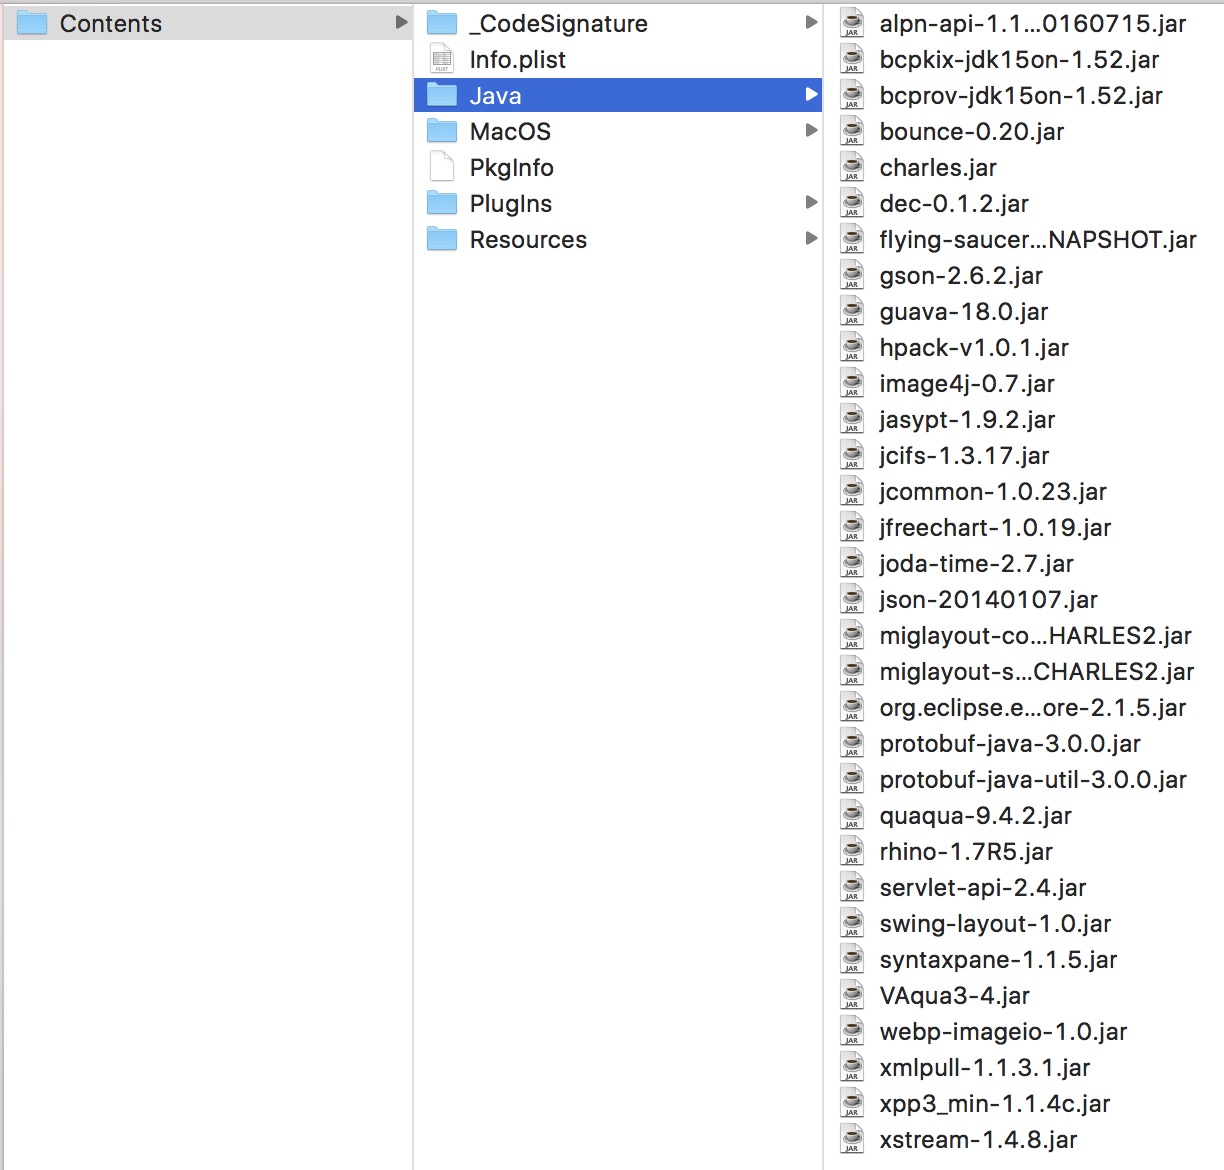 Contents
_CodeSignature
Info.plist
Java
MacOS
PkgInfo
PlugIns
Resources
alpn-api-1.1...0160715.jar
bcpkix-jdk15on-1.52.jar
bcprov-jdk15on-1.52.jar
bounce-0.20.jar
charles.jar
dec-0.1.2.jar
flying-saucer...NAPSHOT.jar
gson-2.6.2.jar
guava-18.0.jar
hpack-v1.0.1.jar
image4j-0.7.jar
jasypt-1.9.2.jar
jcifs-1.3.17.jar
jcommon-1.0.23.jar
jfreechart-1.0.19.jar
joda-time-2.7.jar
json-20140107.jar
miglayout-co...HARLES2.jar
miglayout-s...CHARLES2.jar
org.eclipse.e...ore-2.1.5.jar
protobuf-java-3.0.0.jar
protobuf-java-util-3.0.0.jar
quaqua-9.4.2.jar
rhino-1.7R5.jar
servlet-api-2.4.jar
swing-layout-1.0.jar
syntaxpane-1.1.5.jar
VAqua3-4.jar
webp-imageio-1.0.jar
xmlpull-1.1.3.1.jar
xpp3_min-1.1.4c.jar
xstream-1.4.8.jar